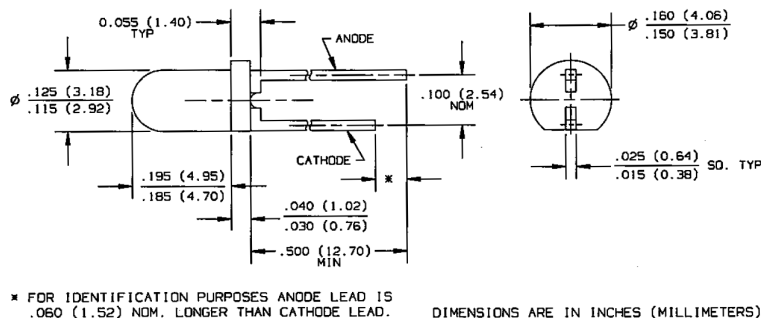 0.055 (1.40)
TYP
ANODE
ø .160 (4.06)
.150 (3.81)
ø .125 (3.18)
.115 (2.92)
.100 (2.54)
NOM
CATHODE
.025 (0.64)
.015 (0.38)
SQ. TYP
.195 (4.95)
.185 (4.70)
*
.040 (1.02)
.030 (0.76)
.500 (12.70)
MIN
* FOR IDENTIFICATION PURPOSES ANODE LEAD IS
.060 (1.52) NOM. LONGER THAN CATHODE LEAD.
DIMENSIONS ARE IN INCHES (MILLIMETERS)